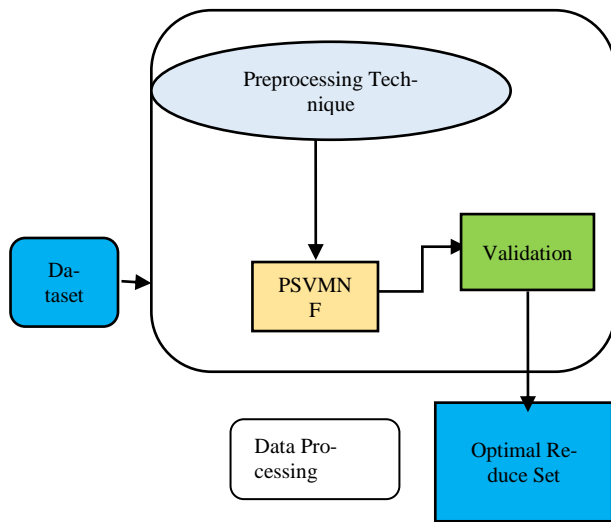 Preprocessing Tech-
nique
Da-
taset
PSVMN
F
Validation
Data Pro-
cessing
Optimal Re-
duce Set